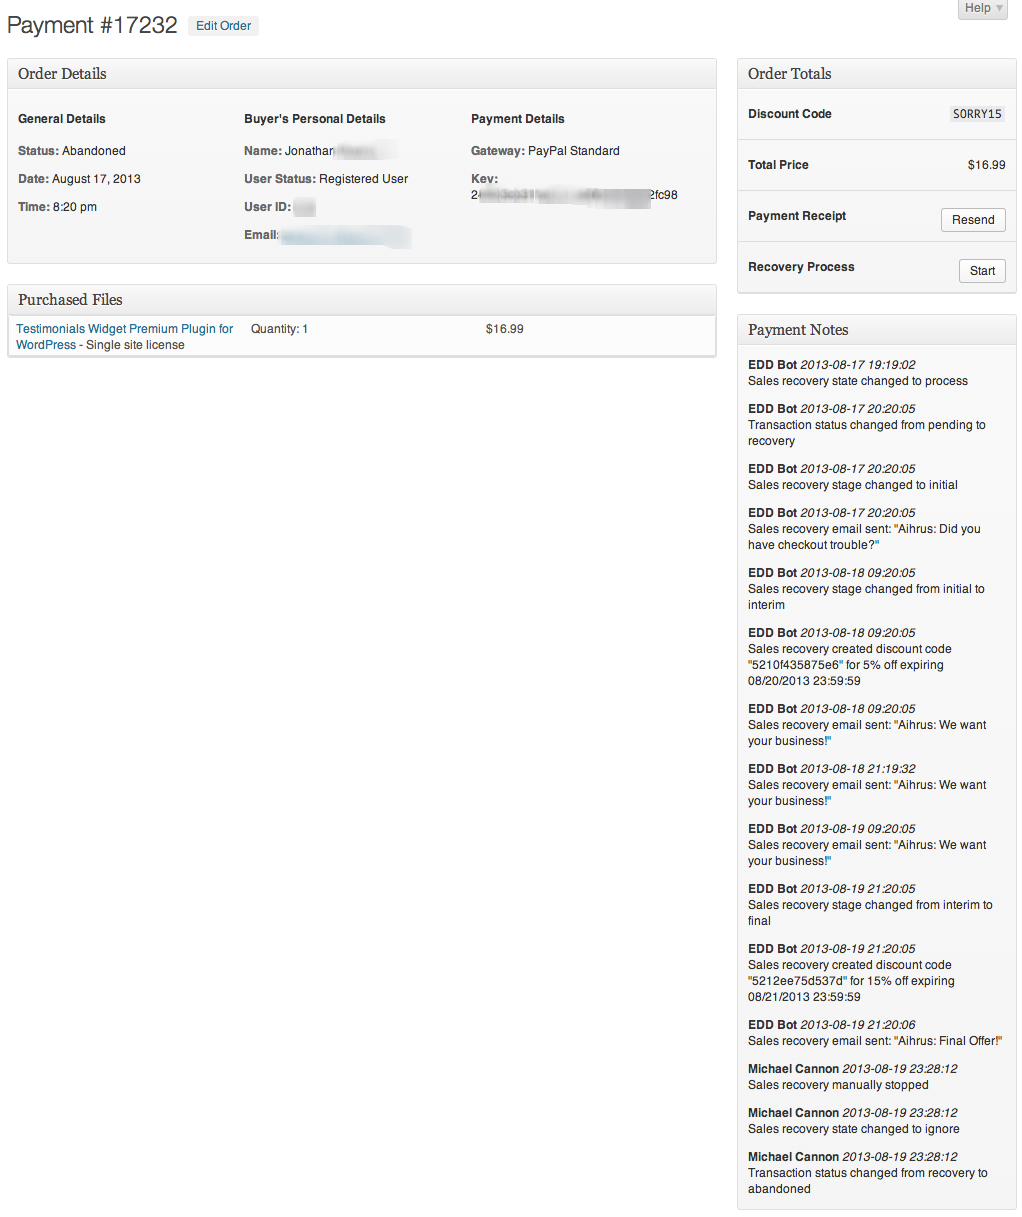 Help ▼
Payment #17232 Edit Order
Order Details
General Details
Status: Abandoned
Date: August 17, 2013
Time: 8:20 pm
Buyer's Personal Details
Name: Jonathan
User Status: Registered User
User ID:
Email:
Payment Details
Gateway: PayPal Standard
Key:
2fc98
Purchased Files
Testimonials Widget Premium Plugin for
WordPress - Single site license
Quantity: 1
$16.99
Order Totals
Discount Code SORRY15
Total Price $16.99
Payment Receipt Resend
Recovery Process Start
Payment Notes
EDD Bot 2013-08-17 19:19:02
Sales recovery state changed to process
EDD Bot 2013-08-17 20:20:05
Transaction status changed from pending to
recovery
EDD Bot 2013-08-17 20:20:05
Sales recovery stage changed to initial
EDD Bot 2013-08-17 20:20:05
Sales recovery email sent: "Aihrus: Did you
have checkout trouble?"
EDD Bot 2013-08-18 09:20:05
Sales recovery stage changed from initial to
interim
EDD Bot 2013-08-18 09:20:05
Sales recovery created discount code
"5210f435875e6" for 5% off expiring
08/20/2013 23:59:59
EDD Bot 2013-08-18 09:20:05
Sales recovery email sent: "Aihrus: We want
your business!"
EDD Bot 2013-08-18 21:19:32
Sales recovery email sent: "Aihrus: We want
your business!"
EDD Bot 2013-08-19 09:20:05
Sales recovery email sent: "Aihrus: We want
your business!"
EDD Bot 2013-08-19 21:20:05
Sales recovery stage changed from interim to
final
EDD Bot 2013-08-19 21:20:05
Sales recovery created discount code
"5212ee75d537d" for 15% off expiring
08/21/2013 23:59:59
EDD Bot 2013-08-19 21:20:06
Sales recovery email sent: "Aihrus: Final Offer!"
Michael Cannon 2013-08-19 23:28:12
Sales recovery manually stopped
Michael Cannon 2013-08-19 23:28:12
Sales recovery state changed to ignore
Michael Cannon 2013-08-19 23:28:12
Transaction status changed from recovery to
abandoned